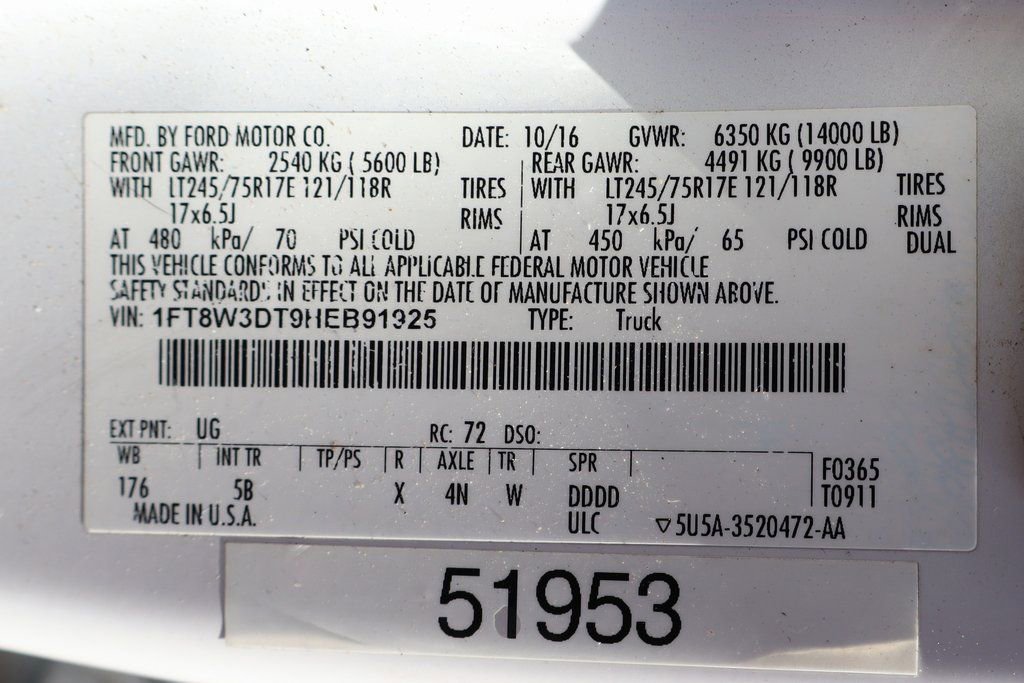 MFD. BY FORD MOTOR CO. DATE: 10/16 GVWR: 6350 KG (14000 LB)
FRONT GAWR: 2540 KG ( 5600 LB) REAR GAWR: 4491 KG ( 9900 LB)
WITH LT245/75R17E 121/118R TIRES WITH LT245/75R17E 121/118R TIRES
17x6.5J RIMS 17x6.5J RIMS
AT 480 kPa/ 70 PSI COLD AT 450 kPa/ 65 PSI COLD DUAL
THIS VEHICLE CONFORMS TO ALL APPLICABLE FEDERAL MOTOR VEHICLE
SAFETY STANDARDS IN EFFECT ON THE DATE OF MANUFACTURE SHOWN ABOVE.
VIN: 1FT8W3DT9HEB91925 TYPE: Truck
EXT PNT: UG RC: 72 DSO:
WB INT TR TP/PS R AXLE TR SPR F0365
176 5B X 4N W DDDD T0911
MADE IN U.S.A. ULC ▽5U5A-3520472-AA
51953